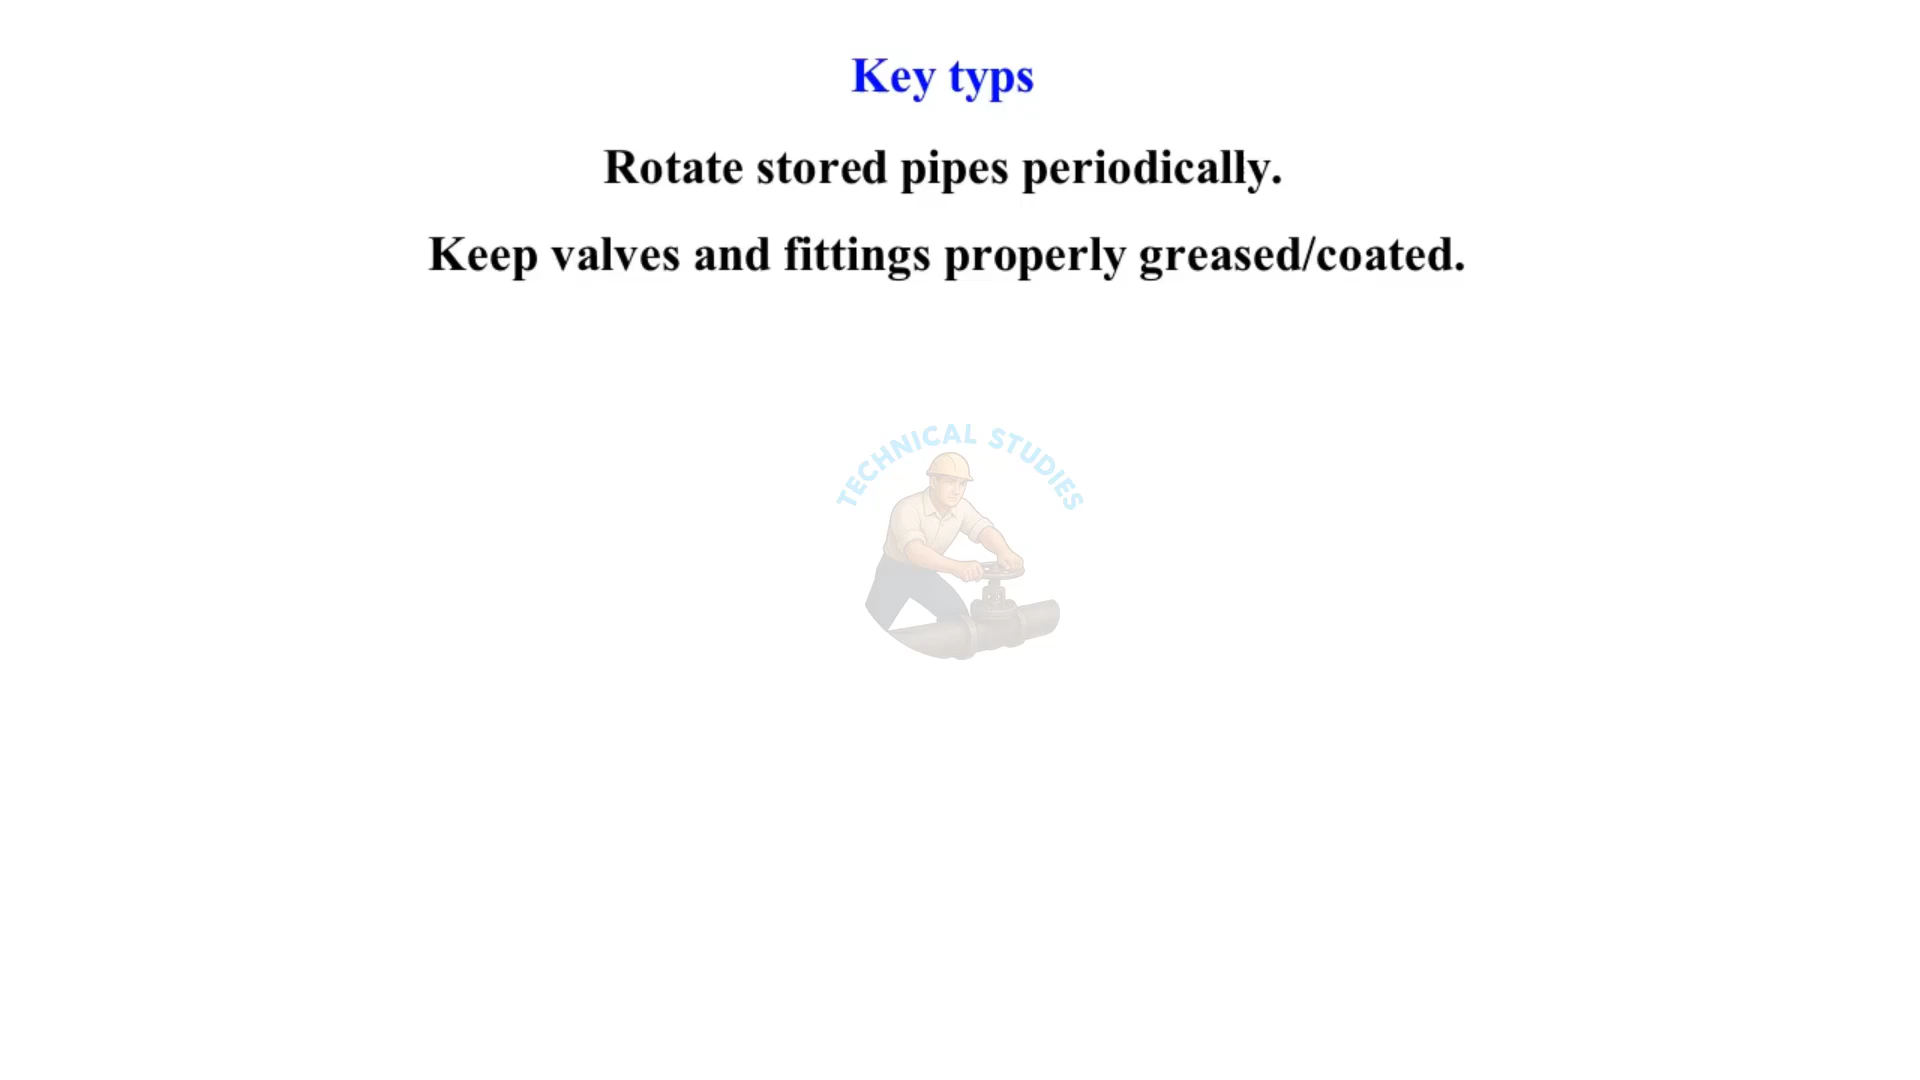 Key typs
Rotate stored pipes periodically.
Keep valves and fittings properly greased/coated.
TECHNICAL STUDIES